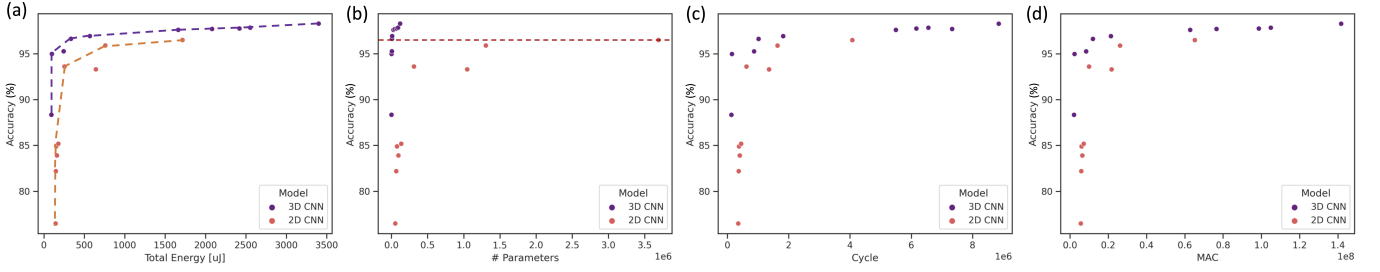 (a)
95
90
85
80
Accuracy (%)
0 500 1000 1500 2000 2500 3000 3500
Total Energy [uJ]
Model
3D CNN
2D CNN
(b)
95
90
85
80
Accuracy (%)
0.0 0.5 1.0 1.5 2.0 2.5 3.0 3.5
1e6
# Parameters
Model
3D CNN
2D CNN
(c)
95
90
85
80
Accuracy (%)
0 2 4 6 8
1e6
Cycle
Model
3D CNN
2D CNN
(d)
95
90
85
80
Accuracy (%)
0.0 0.2 0.4 0.6 0.8 1.0 1.2 1.4
1e8
MAC
Model
3D CNN
2D CNN